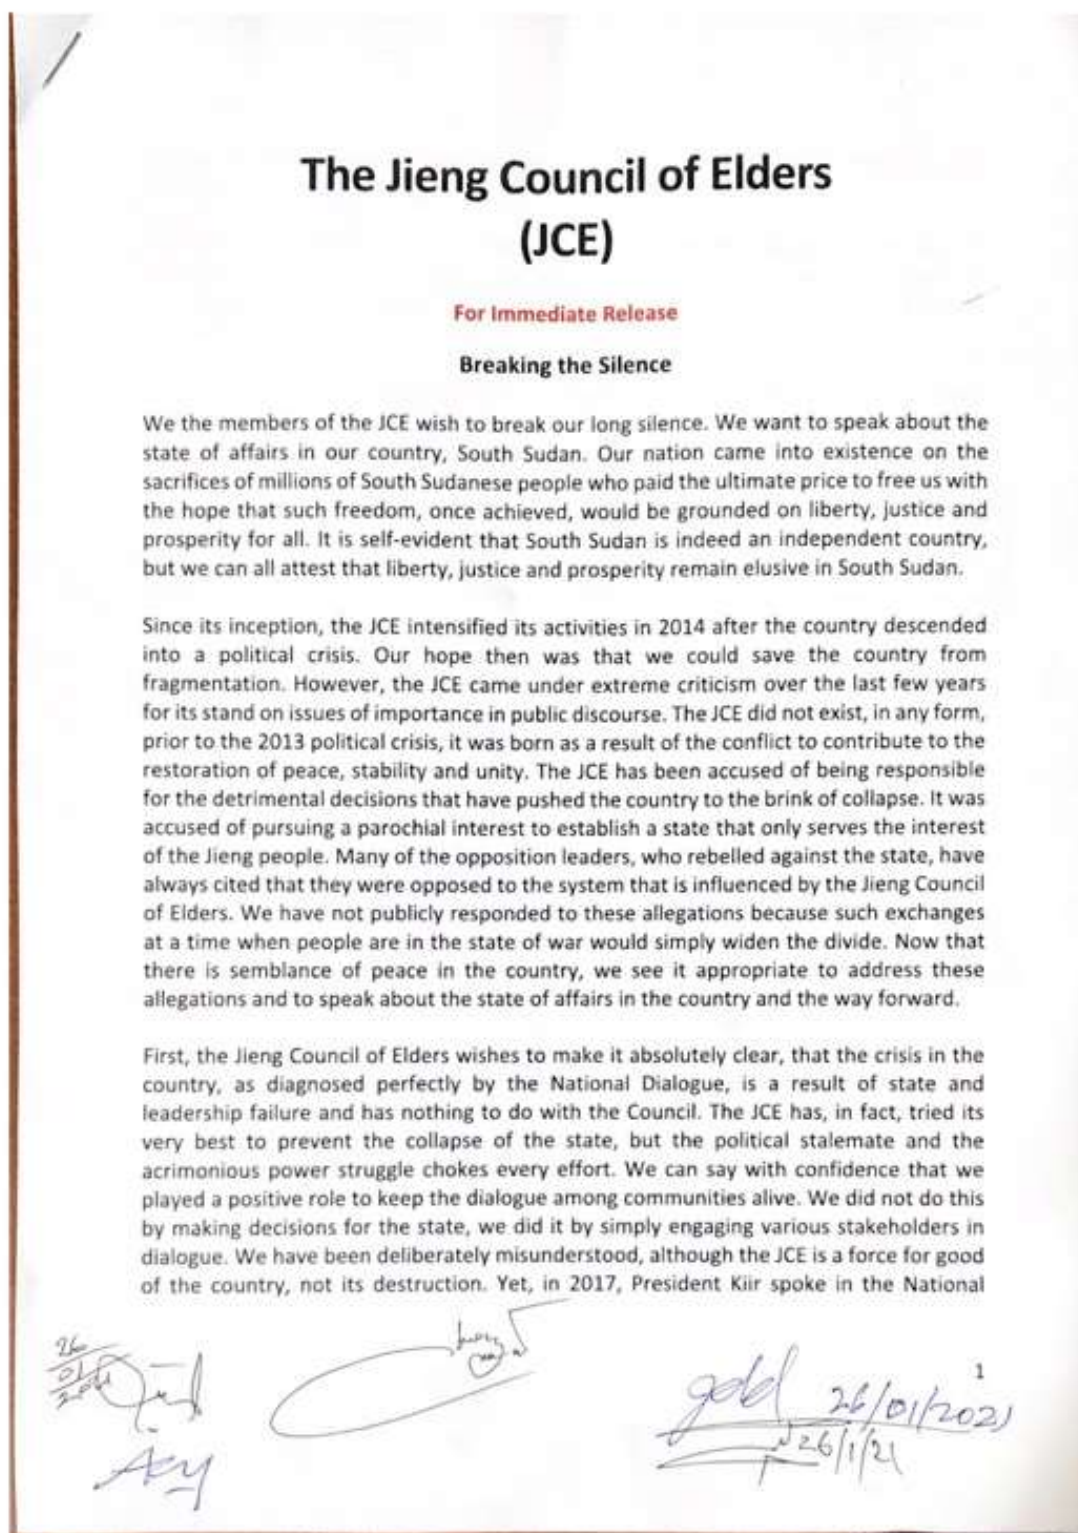 The Jieng Council of Elders
(JCE)
For Immediate Release
Breaking the Silence
We the members of the JCE wish to break our long silence. We want to speak about the
state of affairs in our country, South Sudan. Our nation came into existence on the
sacrifices of millions of South Sudanese people who paid the ultimate price to free us with
the hope that such freedom, once achieved, would be grounded on liberty, justice and
prosperity for all. It is self-evident that South Sudan is indeed an independent country,
but we can all attest that liberty, justice and prosperity remain elusive in South Sudan.
Since its inception, the JCE intensified its activities in 2014 after the country descended
into a political crisis. Our hope then was that we could save the country from
fragmentation. However, the JCE came under extreme criticism over the last few years
for its stand on issues of importance in public discourse. The JCE did not exist, in any form,
prior to the 2013 political crisis, it was born as a result of the conflict to contribute to the
restoration of peace, stability and unity. The JCE has been accused of being responsible
for the detrimental decisions that have pushed the country to the brink of collapse. It was
accused of pursuing a parochial interest to establish a state that only serves the interest
of the Jieng people. Many of the opposition leaders, who rebelled against the state, have
always cited that they were opposed to the system that is influenced by the Jieng Council
of Elders. We have not publicly responded to these allegations because such exchanges
at a time when people are in the state of war would simply widen the divide. Now that
there is semblance of peace in the country, we see it appropriate to address these
allegations and to speak about the state of affairs in the country and the way forward.
First, the Jieng Council of Elders wishes to make it absolutely clear, that the crisis in the
country, as diagnosed perfectly by the National Dialogue, is a result of state and
leadership failure and has nothing to do with the Council. The JCE has, in fact, tried its
very best to prevent the collapse of the state, but the political stalemate and the
acrimonious power struggle chokes every effort. We can say with confidence that we
played a positive role to keep the dialogue among communities alive. We did not do this
by making decisions for the state, we did it by simply engaging various stakeholders in
dialogue. We have been deliberately misunderstood, although the JCE is a force for good
of the country, not its destruction. Yet, in 2017, President Kiir spoke in the National
1
26/01/2021
26/1/21